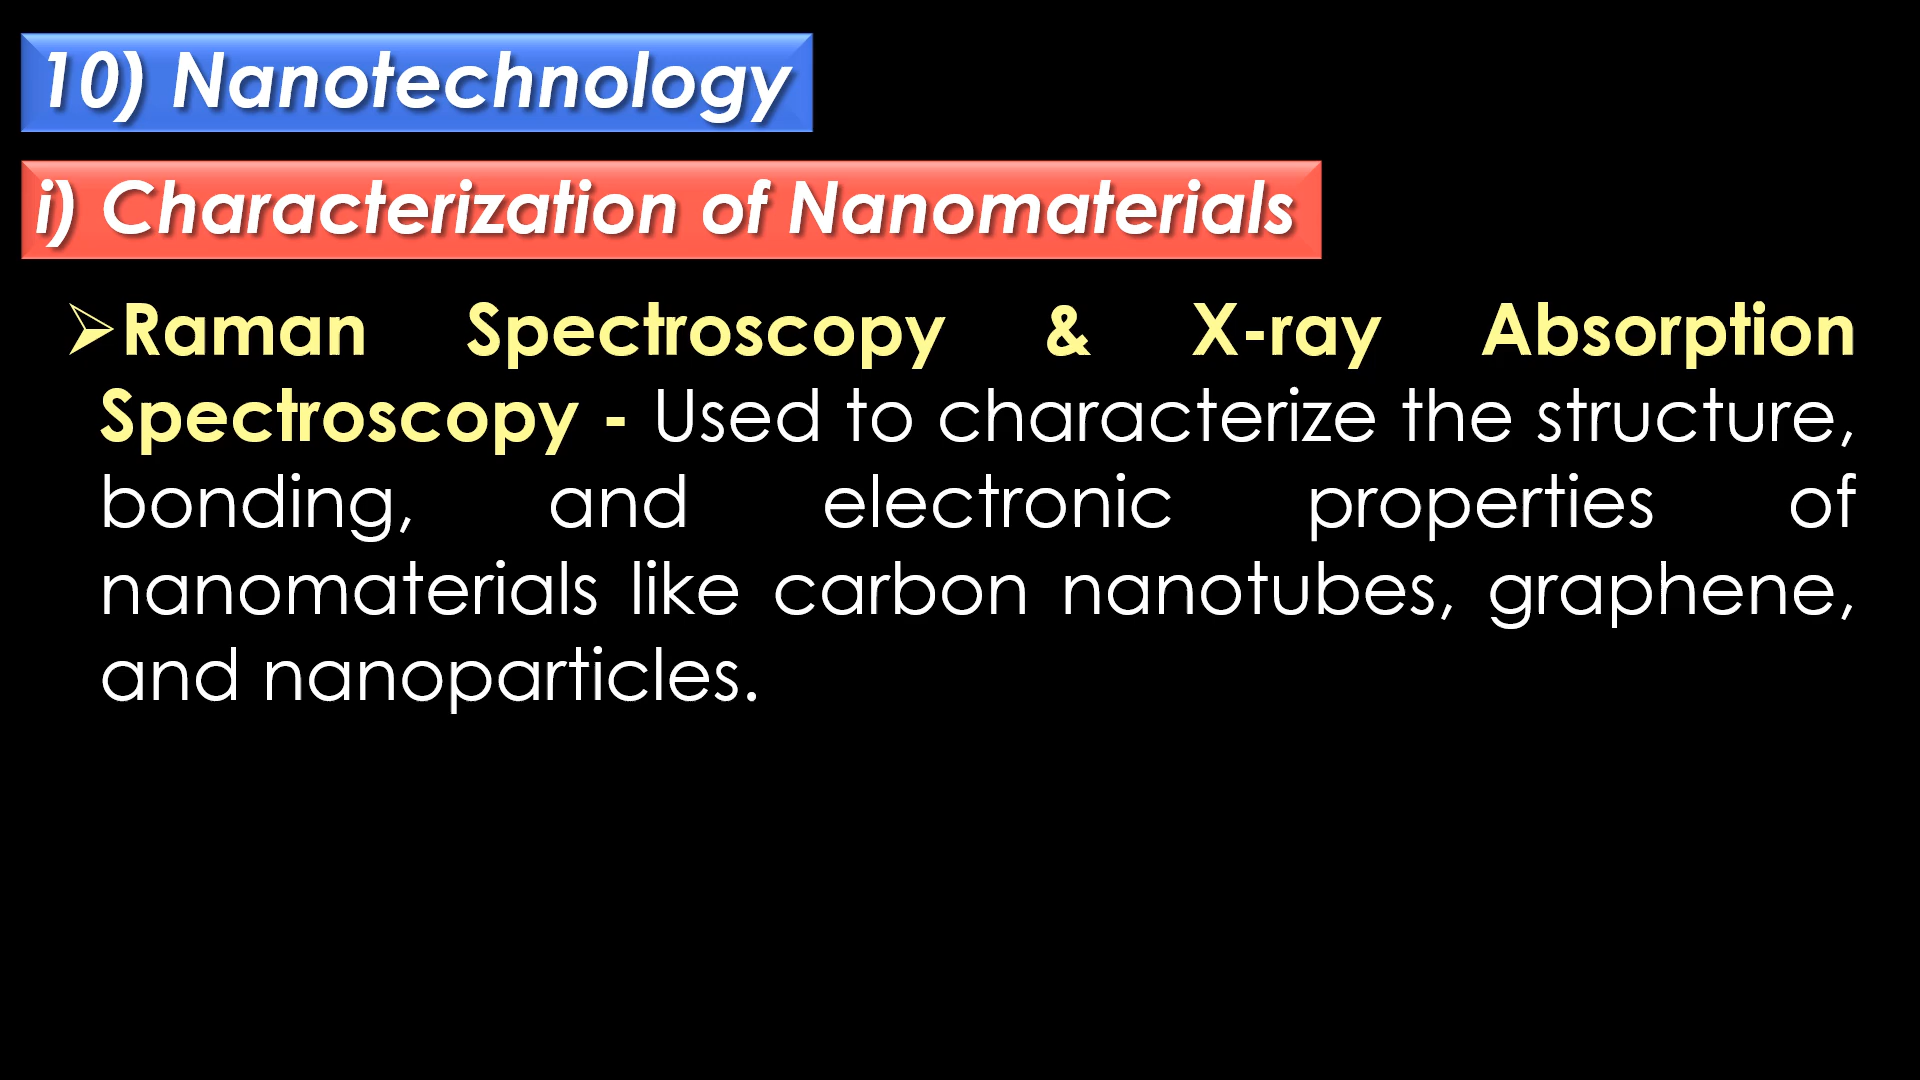 10) Nanotechnology
i) Characterization of Nanomaterials
➢Raman Spectroscopy & X-ray Absorption
Spectroscopy - Used to characterize the structure,
bonding, and electronic properties of
nanomaterials like carbon nanotubes, graphene,
and nanoparticles.